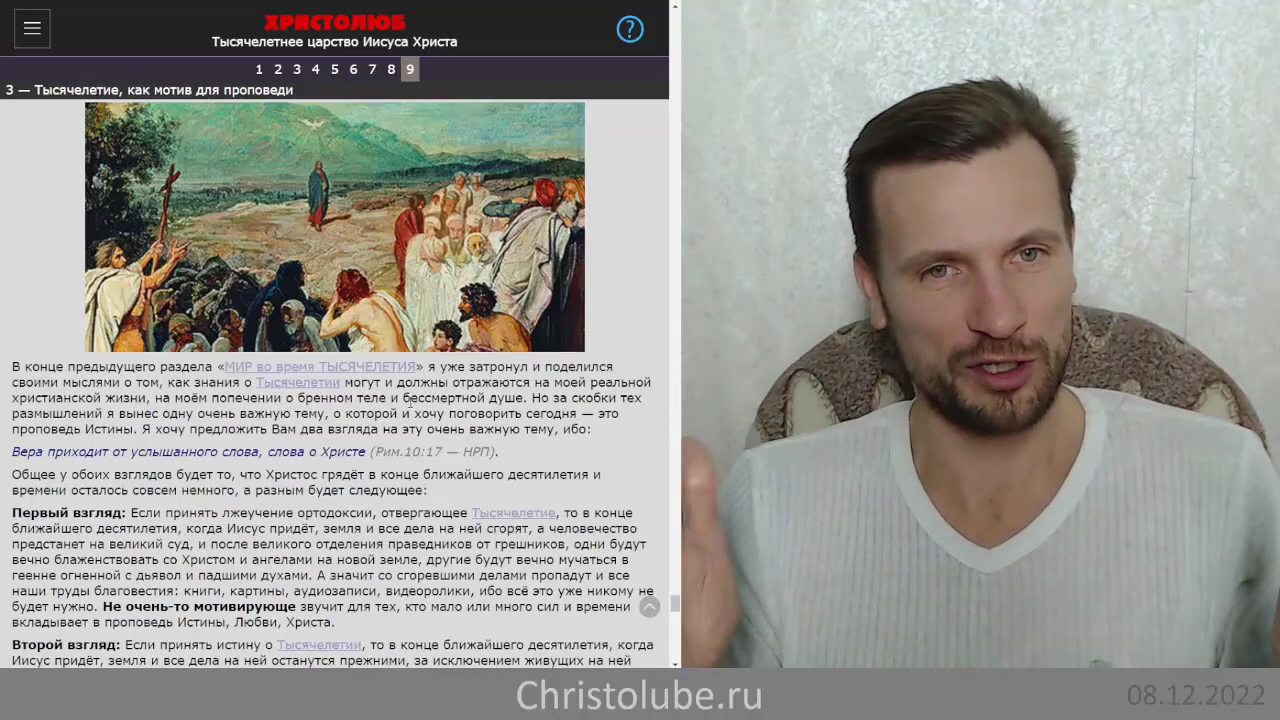 ХРИСТОЛЮБ
Тысячелетнее царство Иисуса Христа
?
1 2 3 4 5 6 7 8 9
3 — Тысячелетие, как мотив для проповеди
В конце предыдущего раздела «МИР во время ТЫСЯЧЕЛЕТИЯ» я уже затронул и поделился
своими мыслями о том, как знания о Тысячелетии могут и должны отражаются на моей реальной
христианской жизни, на моём попечении о бренном теле и бессмертной душе. Но за скобки тех
размышлений я вынес одну очень важную тему, о которой и хочу поговорить сегодня — это
проповедь Истины. Я хочу предложить Вам два взгляда на эту очень важную тему, ибо:
Вера приходит от услышанного слова, слова о Христе (Рим.10:17 — НРП).
Общее у обоих взглядов будет то, что Христос грядёт в конце ближайшего десятилетия и
времени осталось совсем немного, а разным будет следующее:
Первый взгляд: Если принять лжеучение ортодоксии, отвергающее Тысячелетие, то в конце
ближайшего десятилетия, когда Иисус придёт, земля и все дела на ней сгорят, а человечество
предстанет на великий суд, и после великого отделения праведников от грешников, одни будут
вечно блаженствовать со Христом и ангелами на новой земле, другие будут вечно мучаться в
геенне огненной с дьявол и падшими духами. А значит со сгоревшими делами пропадут и все
наши труды благовестия: книги, картины, аудиозаписи, видеоролики, ибо всё это уже никому не
будет нужно. Не очень-то мотивирующе звучит для тех, кто мало или много сил и времени
вкладывает в проповедь Истины, Любви, Христа.
Второй взгляд: Если принять истину о Тысячелетии, то в конце ближайшего десятилетия, когда
Иисус придёт, земля и все дела на ней останутся прежними, за исключением живущих на ней
Christolube.ru
08.12.2022